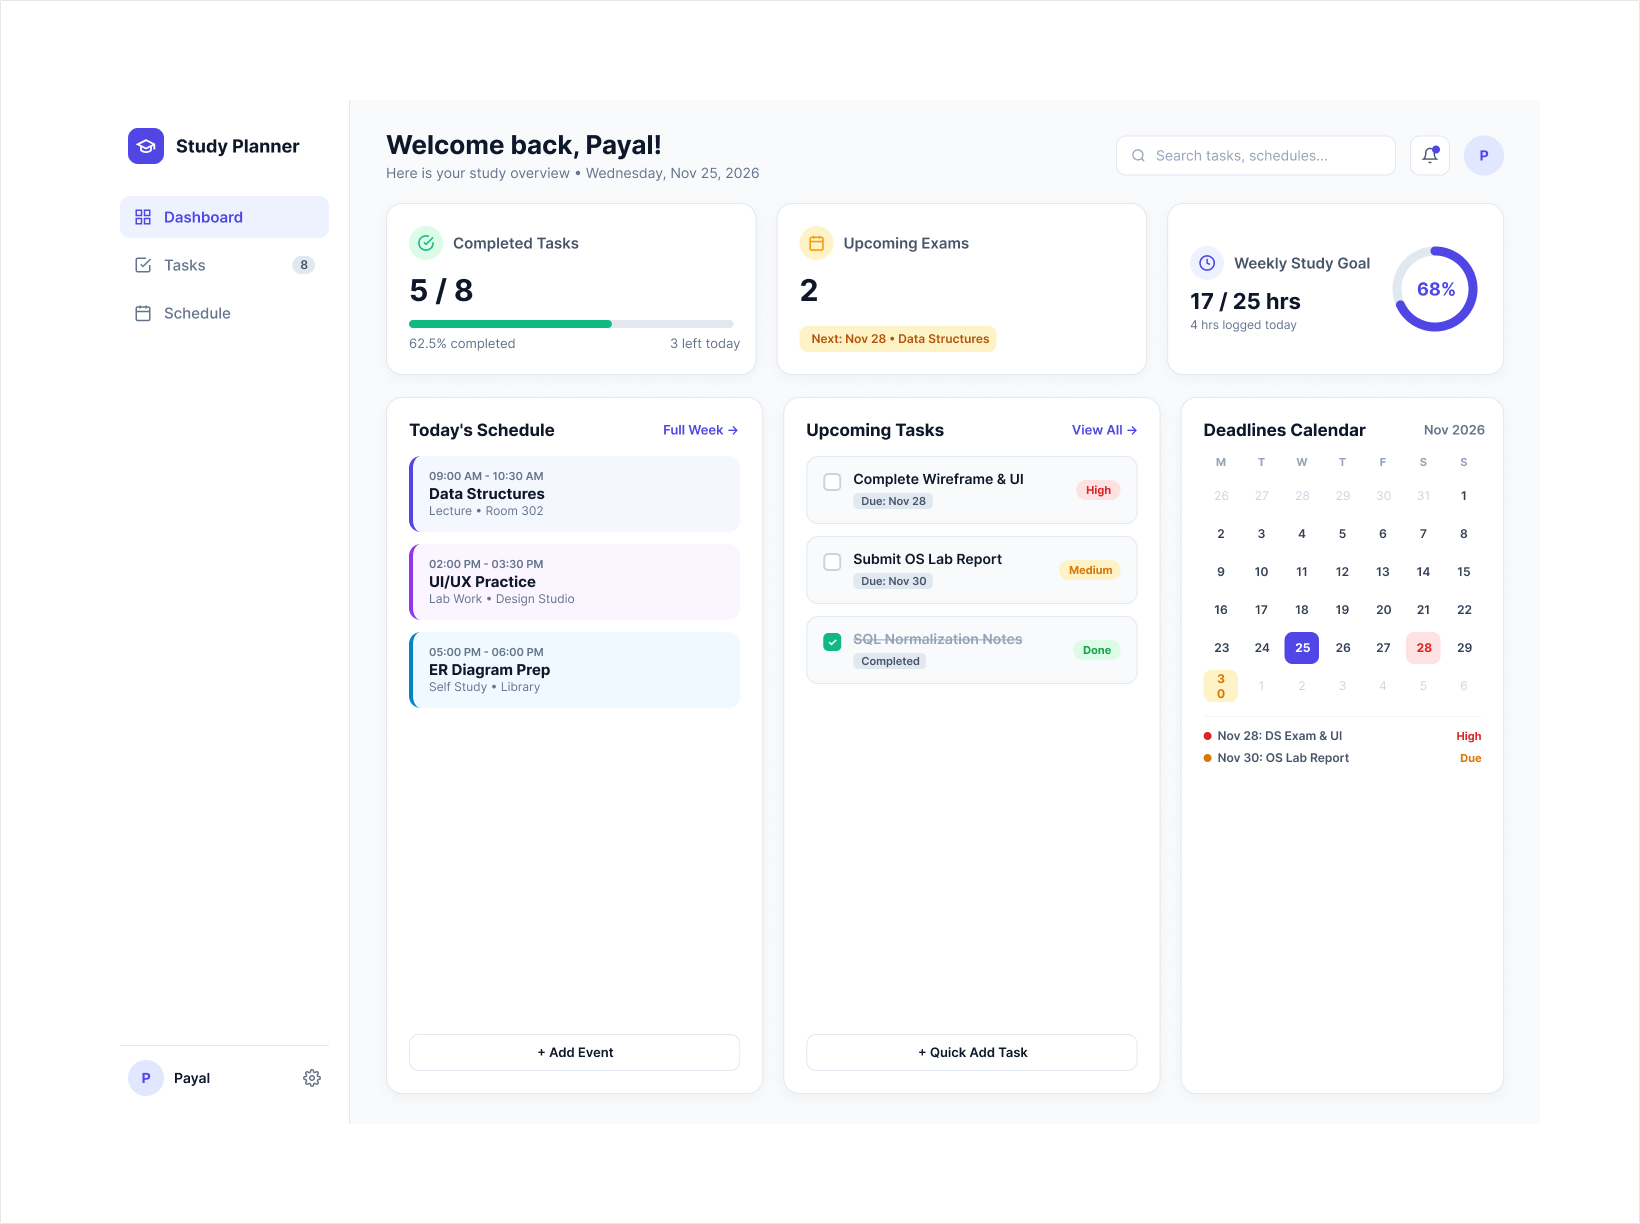 Study Planner
Dashboard
Tasks 8
Schedule
P Payal
Welcome back, Payal!
Here is your study overview • Wednesday, Nov 25, 2026
Search tasks, schedules...
P
Completed Tasks
5 / 8
62.5% completed 3 left today
Upcoming Exams
2
Next: Nov 28 • Data Structures
Weekly Study Goal
17 / 25 hrs
4 hrs logged today
68%
Today's Schedule Full Week →
09:00 AM - 10:30 AM
Data Structures
Lecture • Room 302
02:00 PM - 03:30 PM
UI/UX Practice
Lab Work • Design Studio
05:00 PM - 06:00 PM
ER Diagram Prep
Self Study • Library
+ Add Event
Upcoming Tasks View All →
Complete Wireframe & UI
Due: Nov 28
High
Submit OS Lab Report
Due: Nov 30
Medium
SQL Normalization Notes
Completed
Done
+ Quick Add Task
Deadlines Calendar Nov 2026
M T W T F S S
26 27 28 29 30 31 1
2 3 4 5 6 7 8
9 10 11 12 13 14 15
16 17 18 19 20 21 22
23 24 25 26 27 28 29
30 1 2 3 4 5 6
Nov 28: DS Exam & UI High
Nov 30: OS Lab Report Due